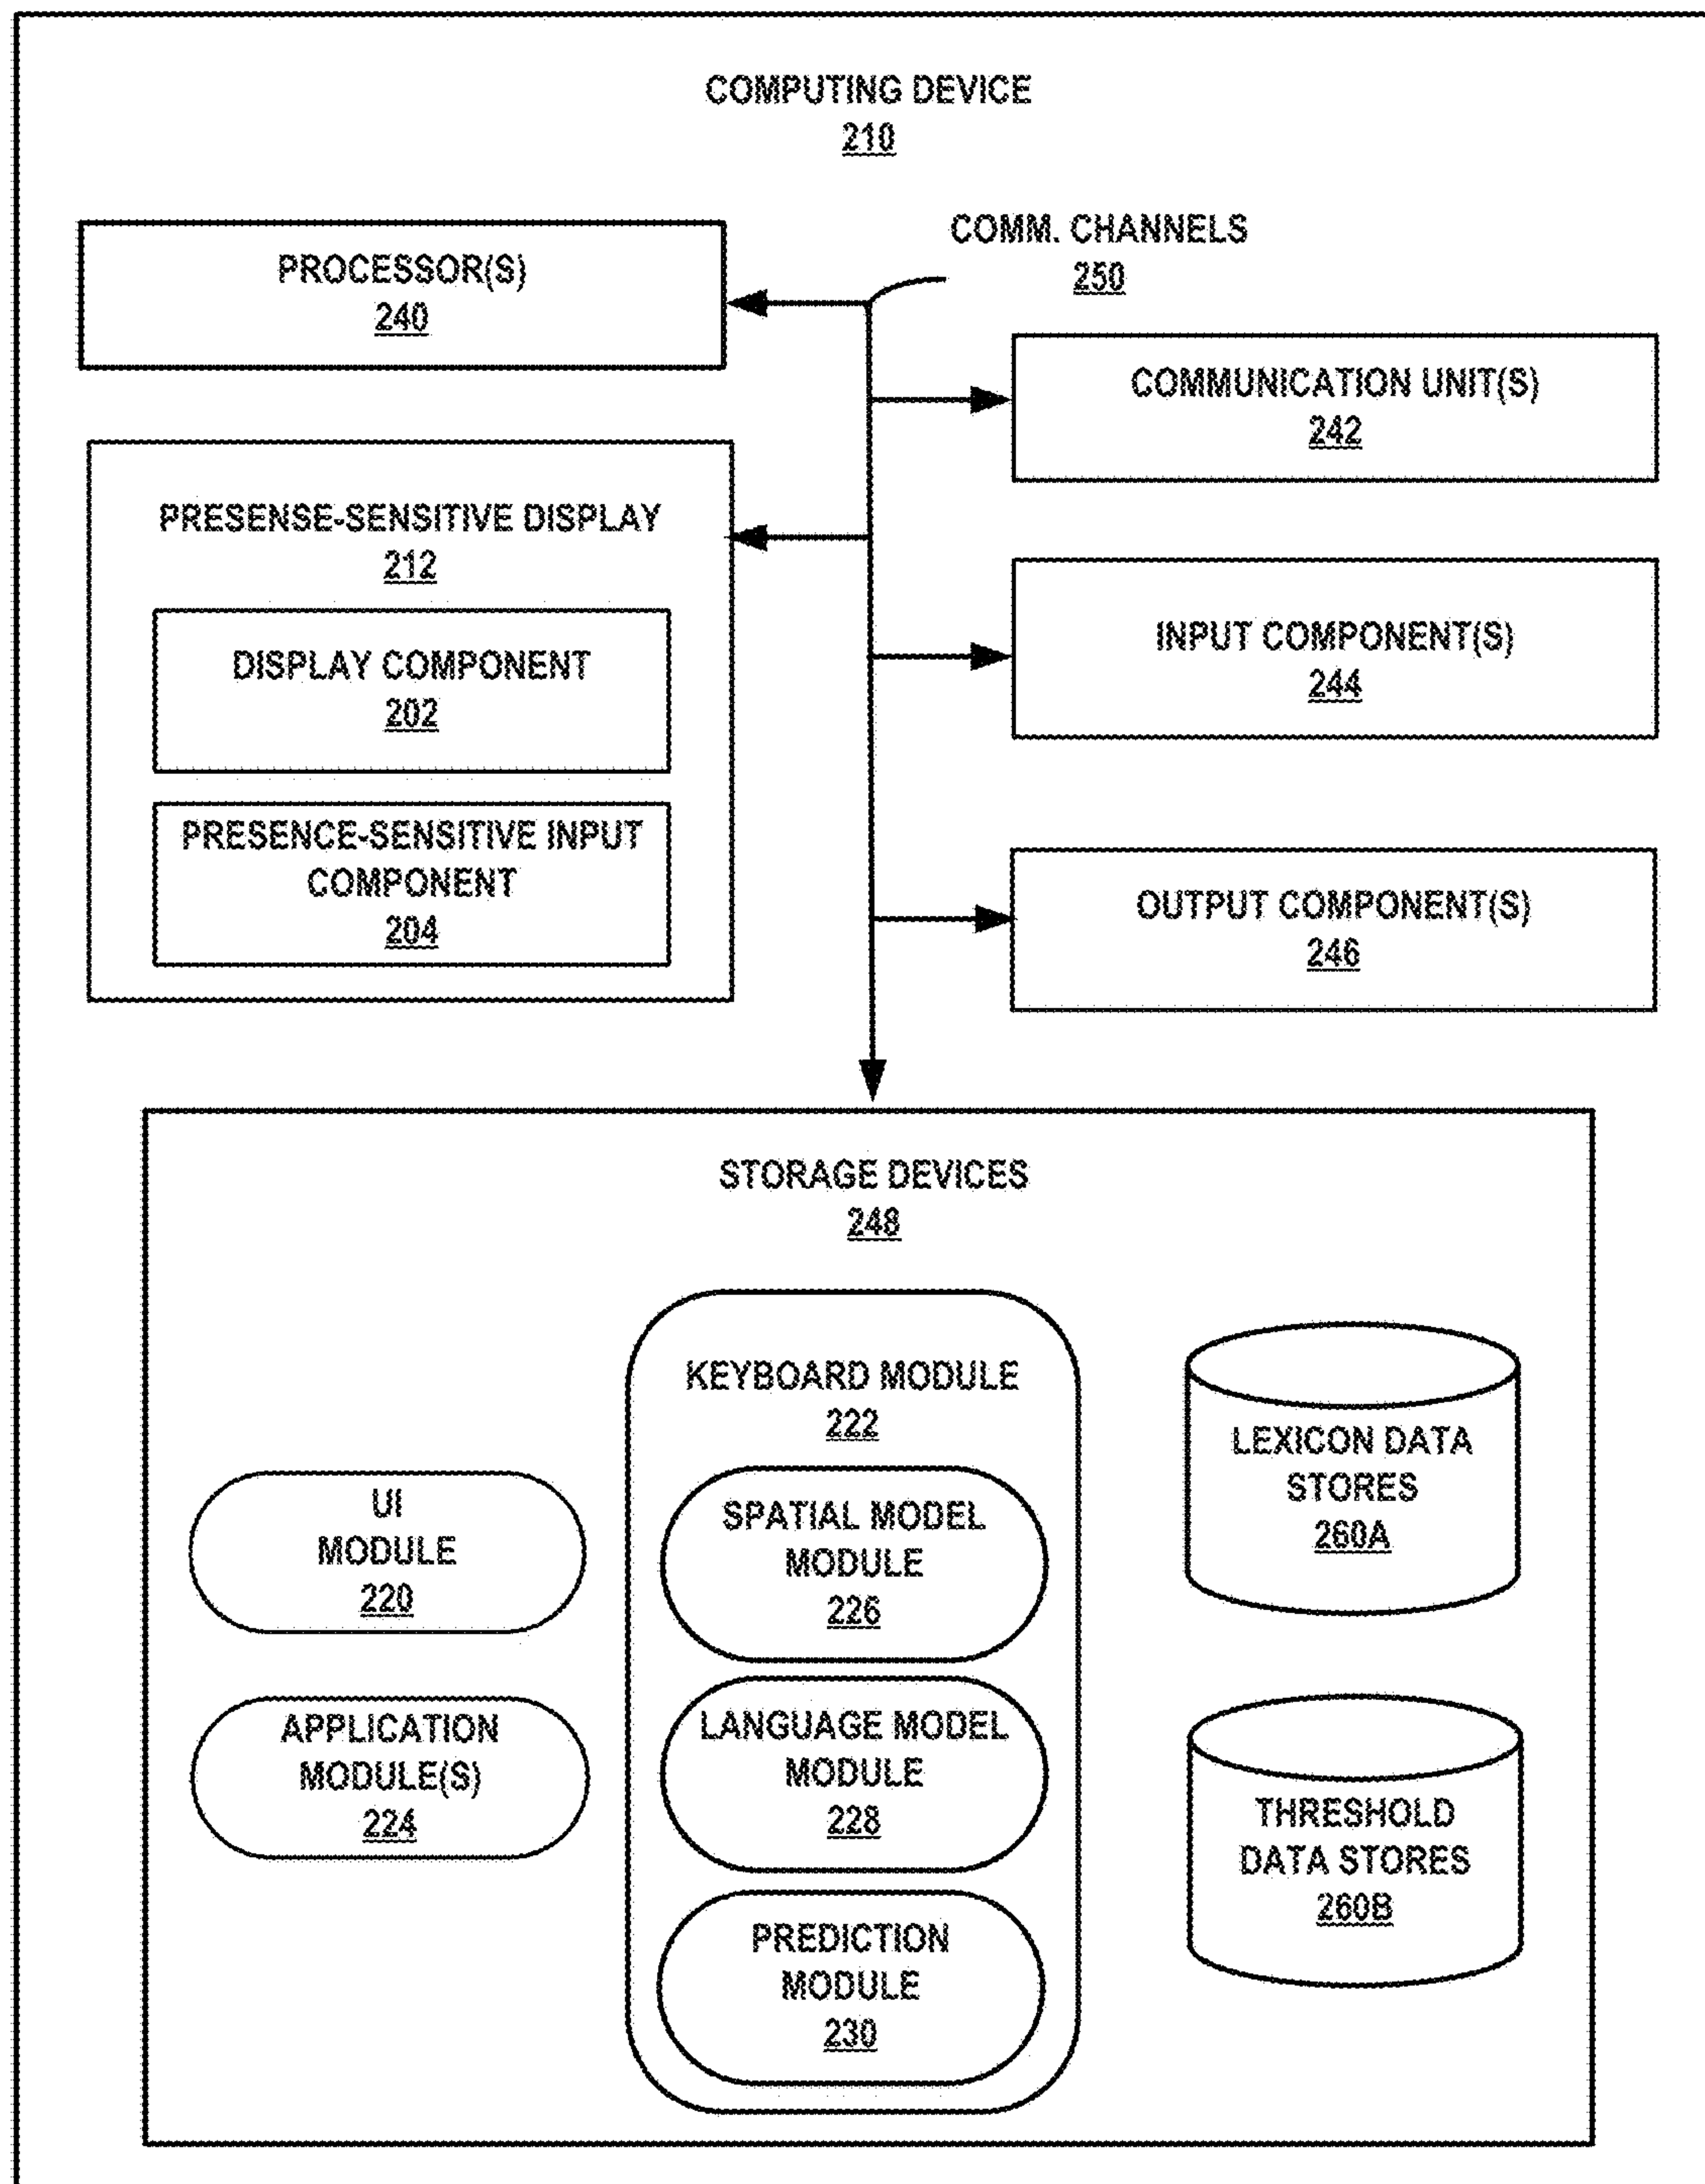 COMPUTING DEVICE
210
COMM. CHANNELS
250
PROCESSOR(S)
240
COMMUNICATION UNIT(S)
242
PRESENSE-SENSITIVE DISPLAY
212
DISPLAY COMPONENT
202
PRESENCE-SENSITIVE INPUT
COMPONENT
204
INPUT COMPONENT(S)
244
OUTPUT COMPONENT(S)
246
STORAGE DEVICES
248
UI
MODULE
220
APPLICATION
MODULE(S)
224
KEYBOARD MODULE
222
SPATIAL MODEL
MODULE
226
LANGUAGE MODEL
MODULE
228
PREDICTION
MODULE
230
LEXICON DATA
STORES
260A
THRESHOLD
DATA STORES
260B